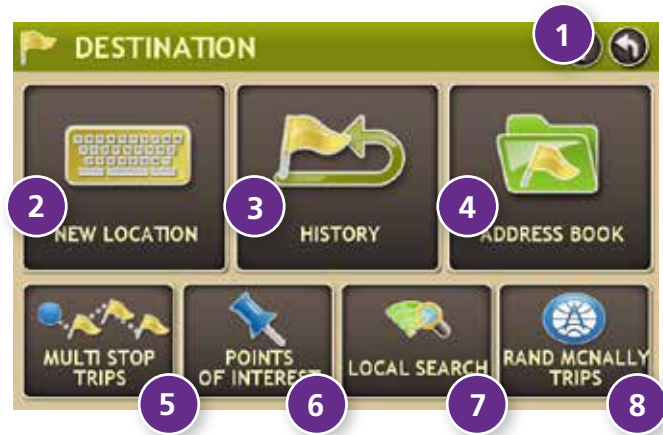 DESTINATION
1
2
NEW LOCATION
3
HISTORY
4
ADDRESS BOOK
MULTI STOP
TRIPS
5
POINTS
OF INTEREST
6
LOCAL SEARCH
7
RAND MCNALLY
TRIPS
8